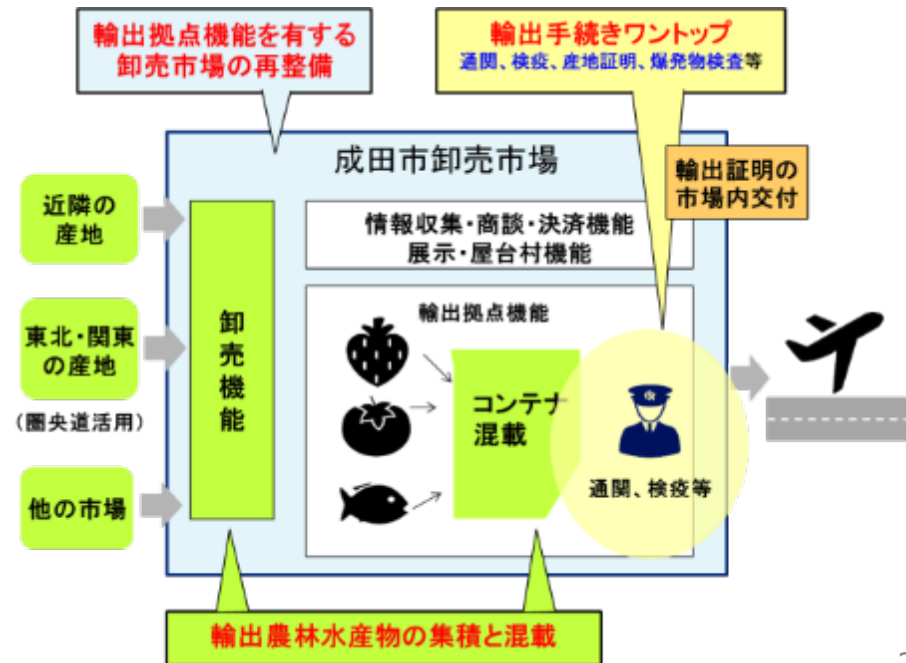 輸出拠点機能を有する
卸売市場の再整備
輸出手続きワントップ
通関、検疫、産地証明、爆発物検査等
成田市卸売市場
輸出証明の
市場内交付
近隣の
産地
情報収集・商談・決済機能
展示・屋台村機能
東北・関東
の産地
(圏央道活用)
卸売機能
輸出拠点機能
コンテナ
混載
通関、検疫等
他の市場
輸出農林水産物の集積と混載